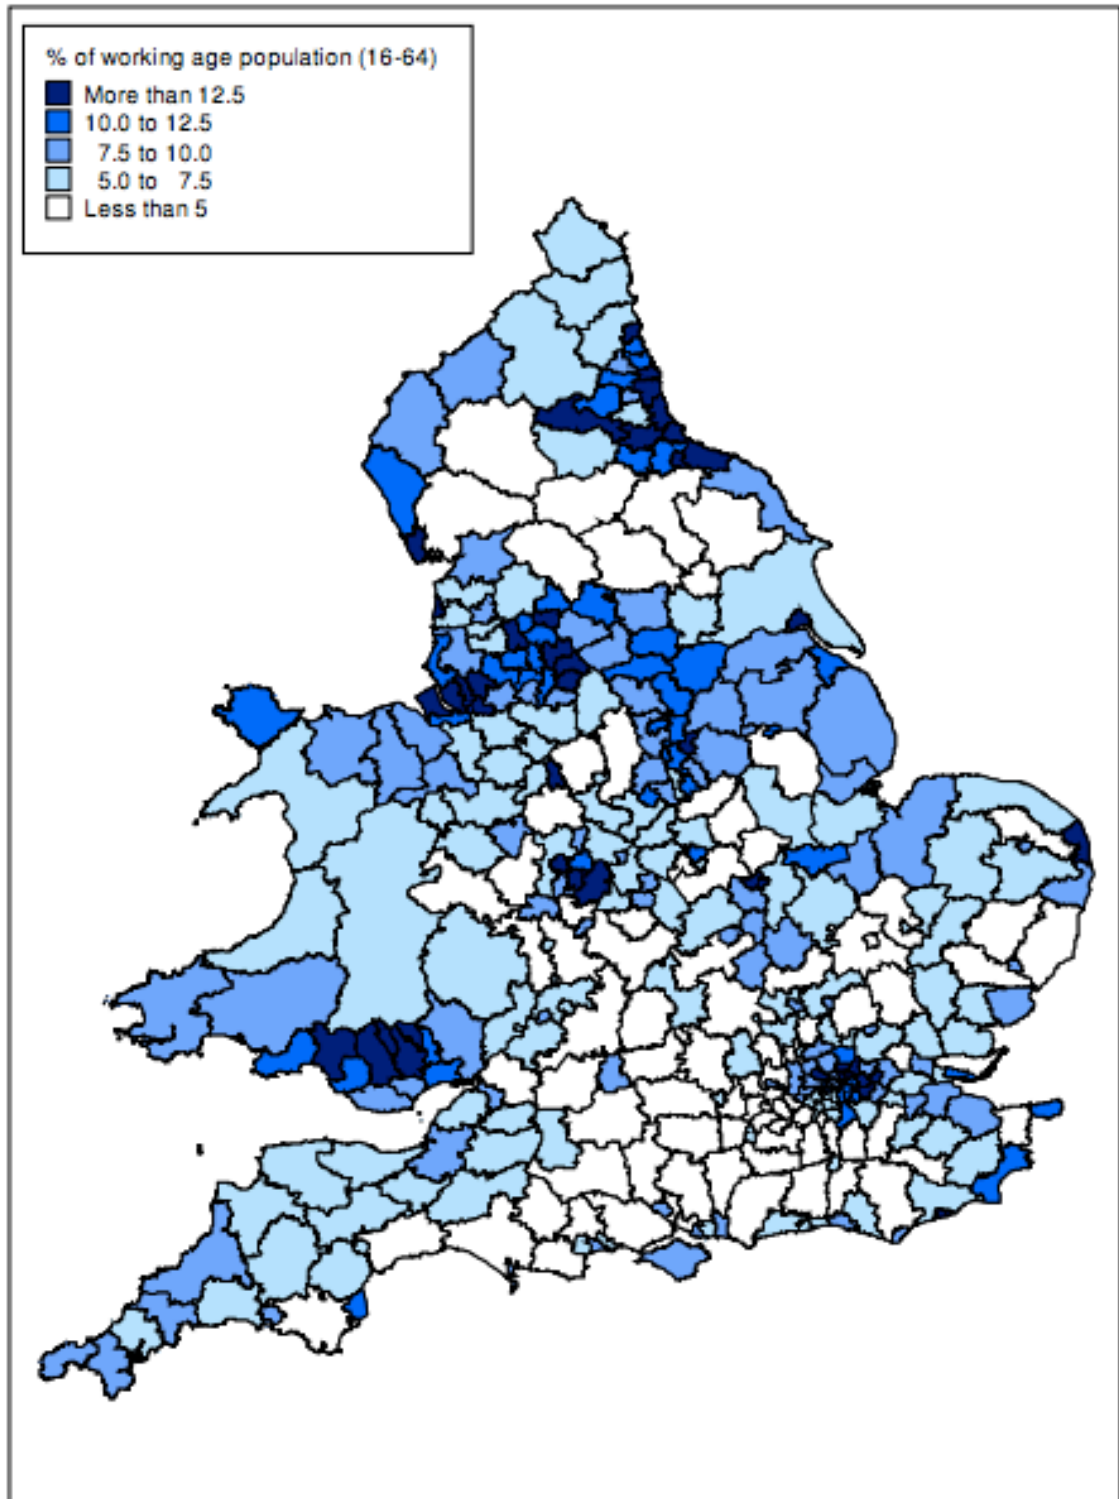 % of working age population (16-64)
More than 12.5
10.0 to 12.5
7.5 to 10.0
5.0 to 7.5
Less than 5